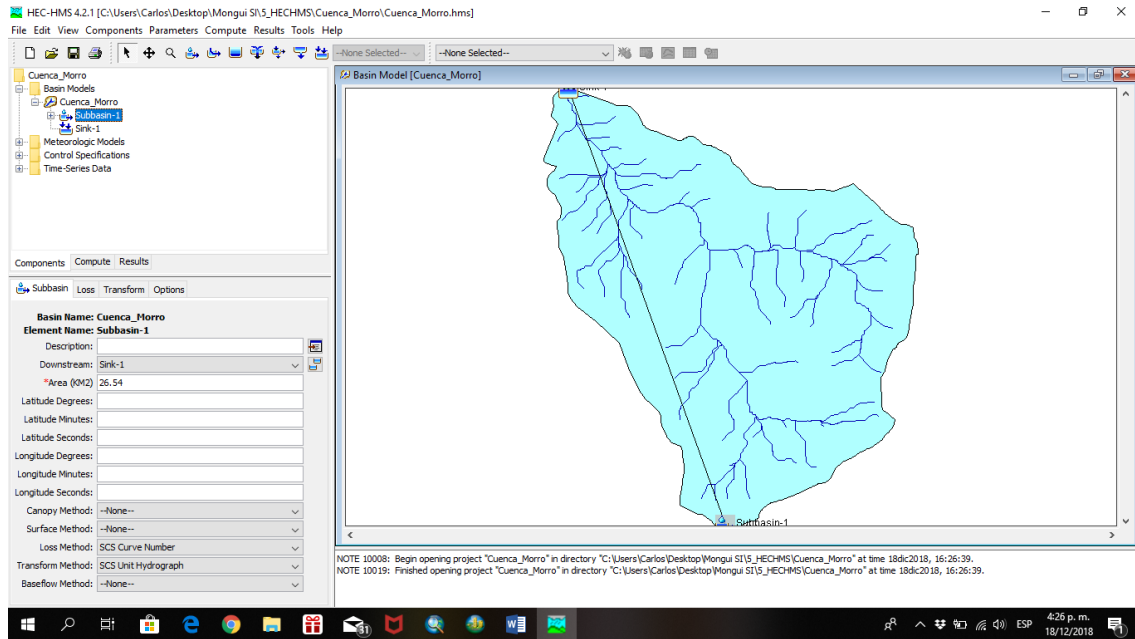 HEC-HMS 4.2.1 [C:\Users\Carlos\Desktop\Mongui SI\5_HECHMS\Cuenca_Morro\Cuenca_Morro.hms]
File Edit View Components Parameters Compute Results Tools Help
--None Selected-- --None Selected--
Cuenca_Morro
Basin Models
Cuenca_Morro
Subbasin-1
Sink-1
Meteorologic Models
Control Specifications
Time-Series Data
Components Compute Results
Subbasin Loss Transform Options
Basin Name: Cuenca_Morro
Element Name: Subbasin-1
Description:
Downstream: Sink-1
*Area (KM2) 26.54
Latitude Degrees:
Latitude Minutes:
Latitude Seconds:
Longitude Degrees:
Longitude Minutes:
Longitude Seconds:
Canopy Method: --None--
Surface Method: --None--
Loss Method: SCS Curve Number
Transform Method: SCS Unit Hydrograph
Baseflow Method: --None--
Basin Model [Cuenca_Morro]
Sink-1
Subbasin-1
NOTE 10008: Begin opening project "Cuenca_Morro" in directory "C:\Users\Carlos\Desktop\Mongui SI\5_HECHMS\Cuenca_Morro" at time 18dic2018, 16:26:39.
NOTE 10019: Finished opening project "Cuenca_Morro" in directory "C:\Users\Carlos\Desktop\Mongui SI\5_HECHMS\Cuenca_Morro" at time 18dic2018, 16:26:39.
31
ESP
4:26 p. m.
18/12/2018
1